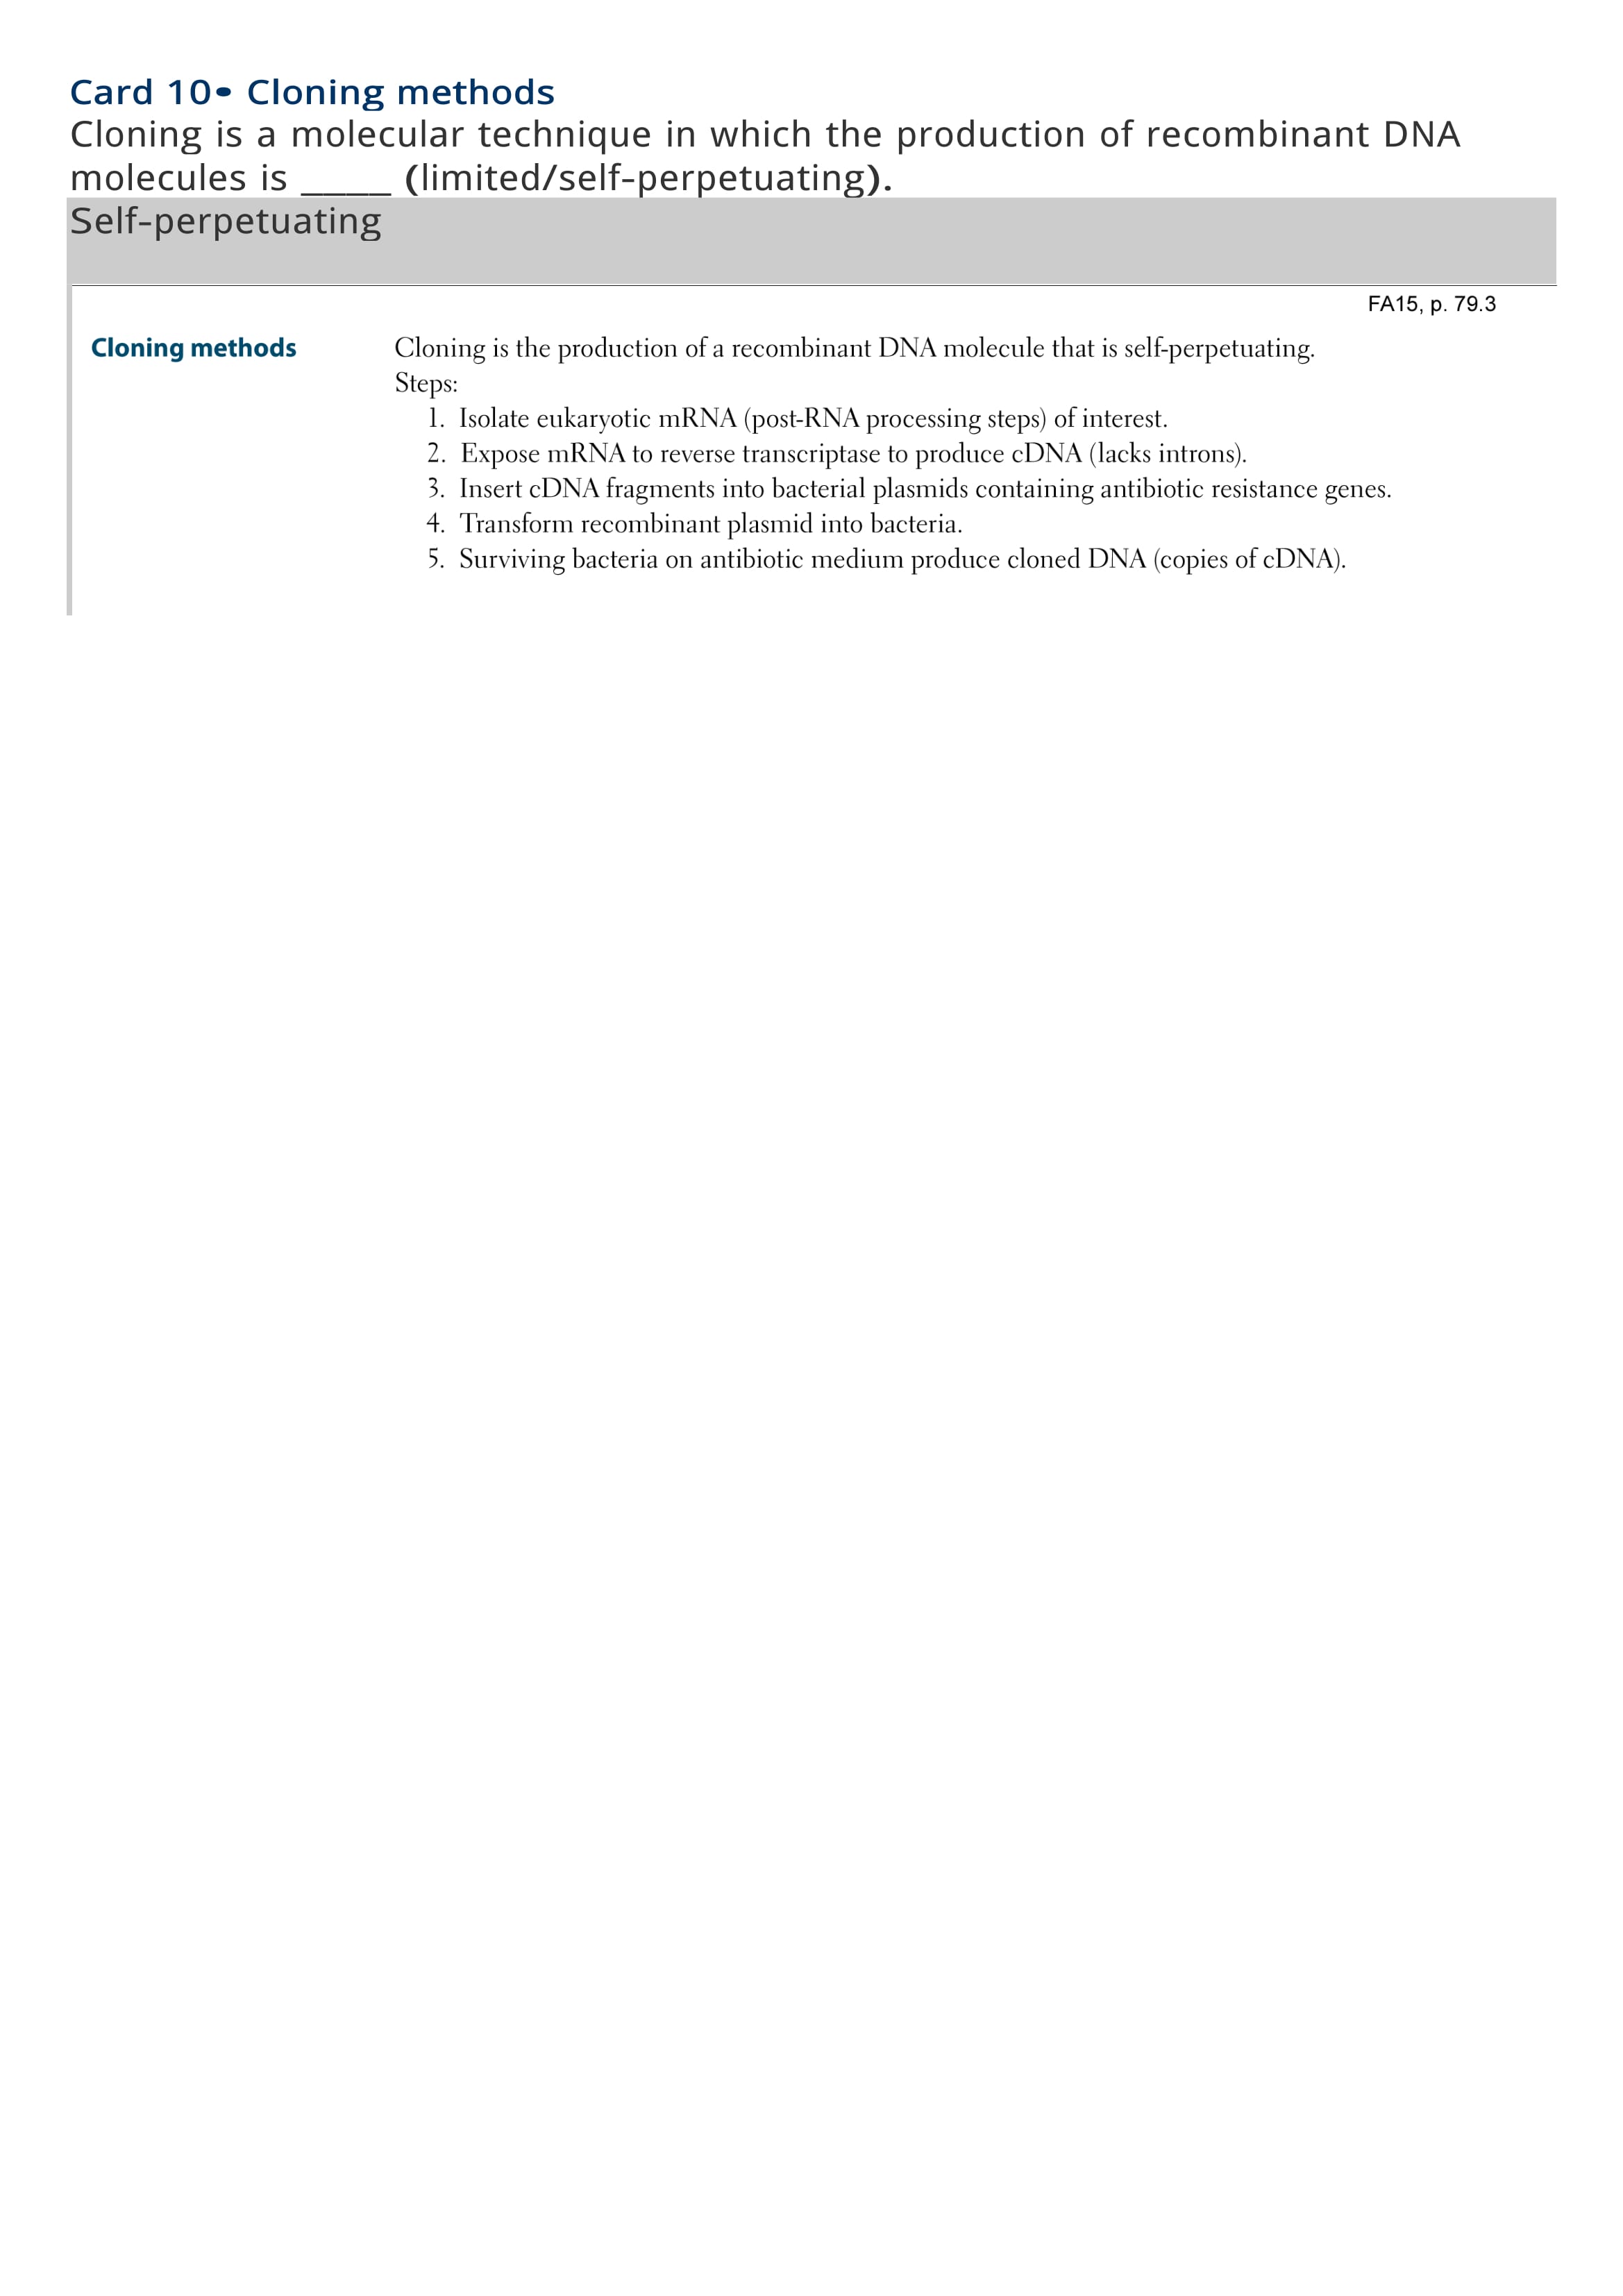 Card 10• Cloning methods
Cloning is a molecular technique in which the production of recombinant DNA
molecules is ____ (limited/self-perpetuating).
Self-perpetuating
FA15, p. 79.3
Cloning methods
Cloning is the production of a recombinant DNA molecule that is self-perpetuating.
Steps:
1. Isolate eukaryotic mRNA (post-RNA processing steps) of interest.
2. Expose mRNA to reverse transcriptase to produce cDNA (lacks introns).
3. Insert cDNA fragments into bacterial plasmids containing antibiotic resistance genes.
4. Transform recombinant plasmid into bacteria.
5. Surviving bacteria on antibiotic medium produce cloned DNA (copies of cDNA).